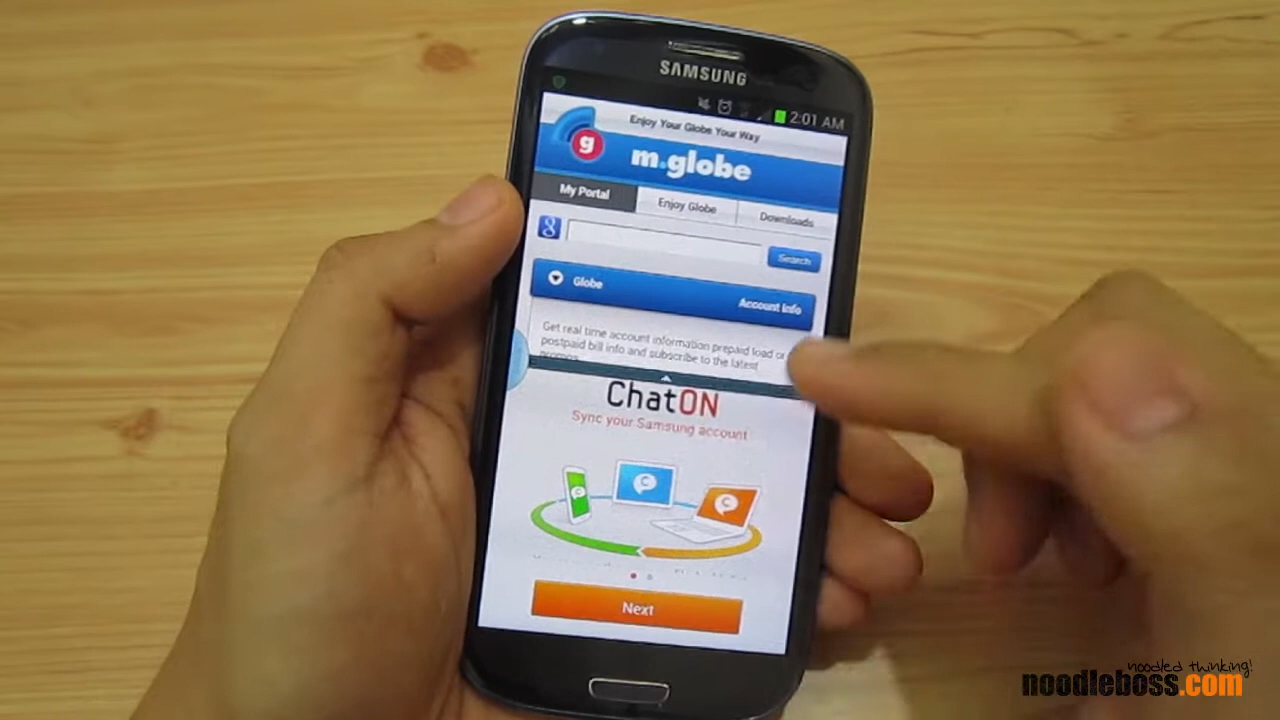 SAMSUNG
2:01 AM
Enjoy Your Globe Your Way
g
m.globe
My Portal
Enjoy Globe
Downloads
g
Search
Globe
Account Info
Get real time account information prepaid load or
postpaid bill info and subscribe to the latest
promos
ChatON
Sync your Samsung account
C
C
C
Next
noodled thinking!
noodleboss.com